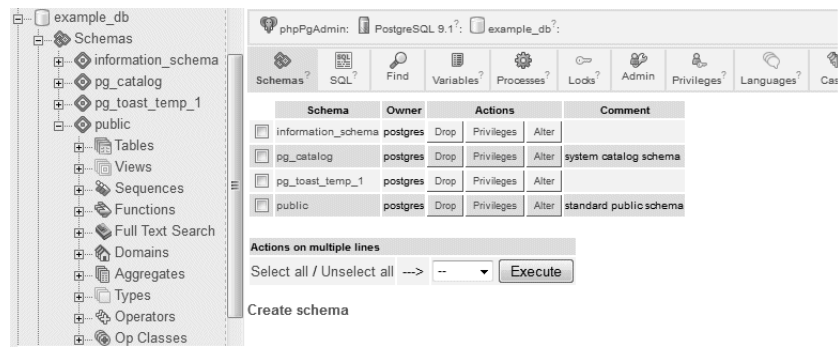 example_db
Schemas
information_schema
pg_catalog
pg_toast_temp_1
public
Tables
Views
Sequences
Functions
Full Text Search
Domains
Aggregates
Types
Operators
Op Classes
phpPgAdmin: PostgreSQL 9.1?: example_db?:
Schemas? SQL? Find Variables? Processes? Locks? Admin Privileges? Languages? Cas
Schema Owner Actions Comment
information_schema postgres Drop Privileges Alter
pg_catalog postgres Drop Privileges Alter system catalog schema
pg_toast_temp_1 postgres Drop Privileges Alter
public postgres Drop Privileges Alter standard public schema
Actions on multiple lines
Select all / Unselect all ---> -- Execute
Create schema